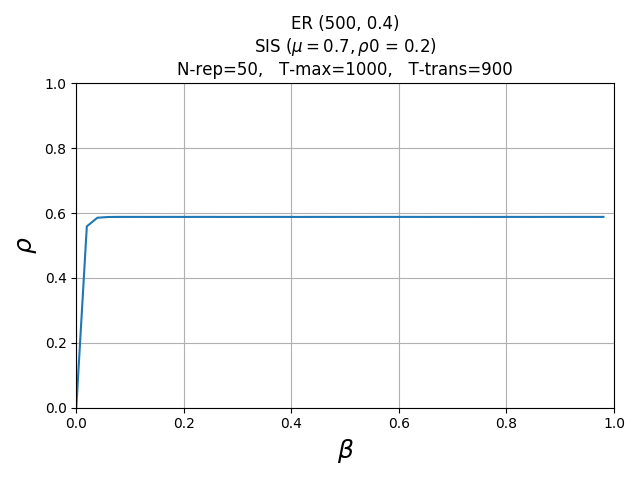 ER (500, 0.4)
SIS (μ = 0.7, ρ0 = 0.2)
N-rep=50, T-max=1000, T-trans=900
1.0
0.8
0.6
0.4
0.2
0.0
ρ
0.0 0.2 0.4 0.6 0.8 1.0
β